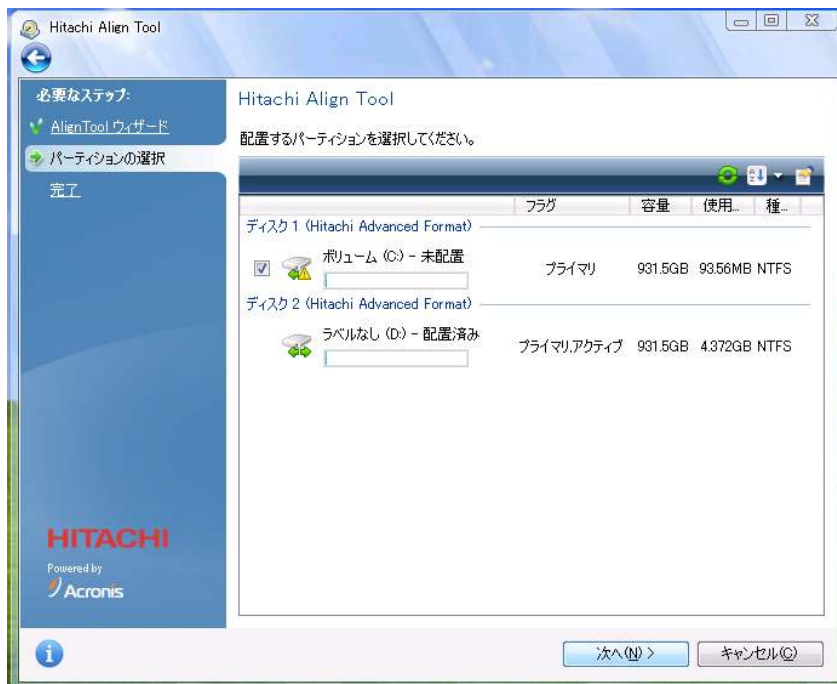 Hitachi Align Tool
必要なステップ:
AlignTool ウィザード
パーティションの選択
完了
Hitachi Align Tool
配置するパーティションを選択してください。
フラグ 容量 使用... 種...
ディスク 1 (Hitachi Advanced Format)
ボリューム (C:) - 未配置
プライマリ 931.5GB 93.56MB NTFS
ディスク 2 (Hitachi Advanced Format)
ラベルなし (D:) - 配置済み
プライマリ,アクティブ 931.5GB 4.372GB NTFS
HITACHI
Powered by
Acronis
次へ(N) >
キャンセル(C)